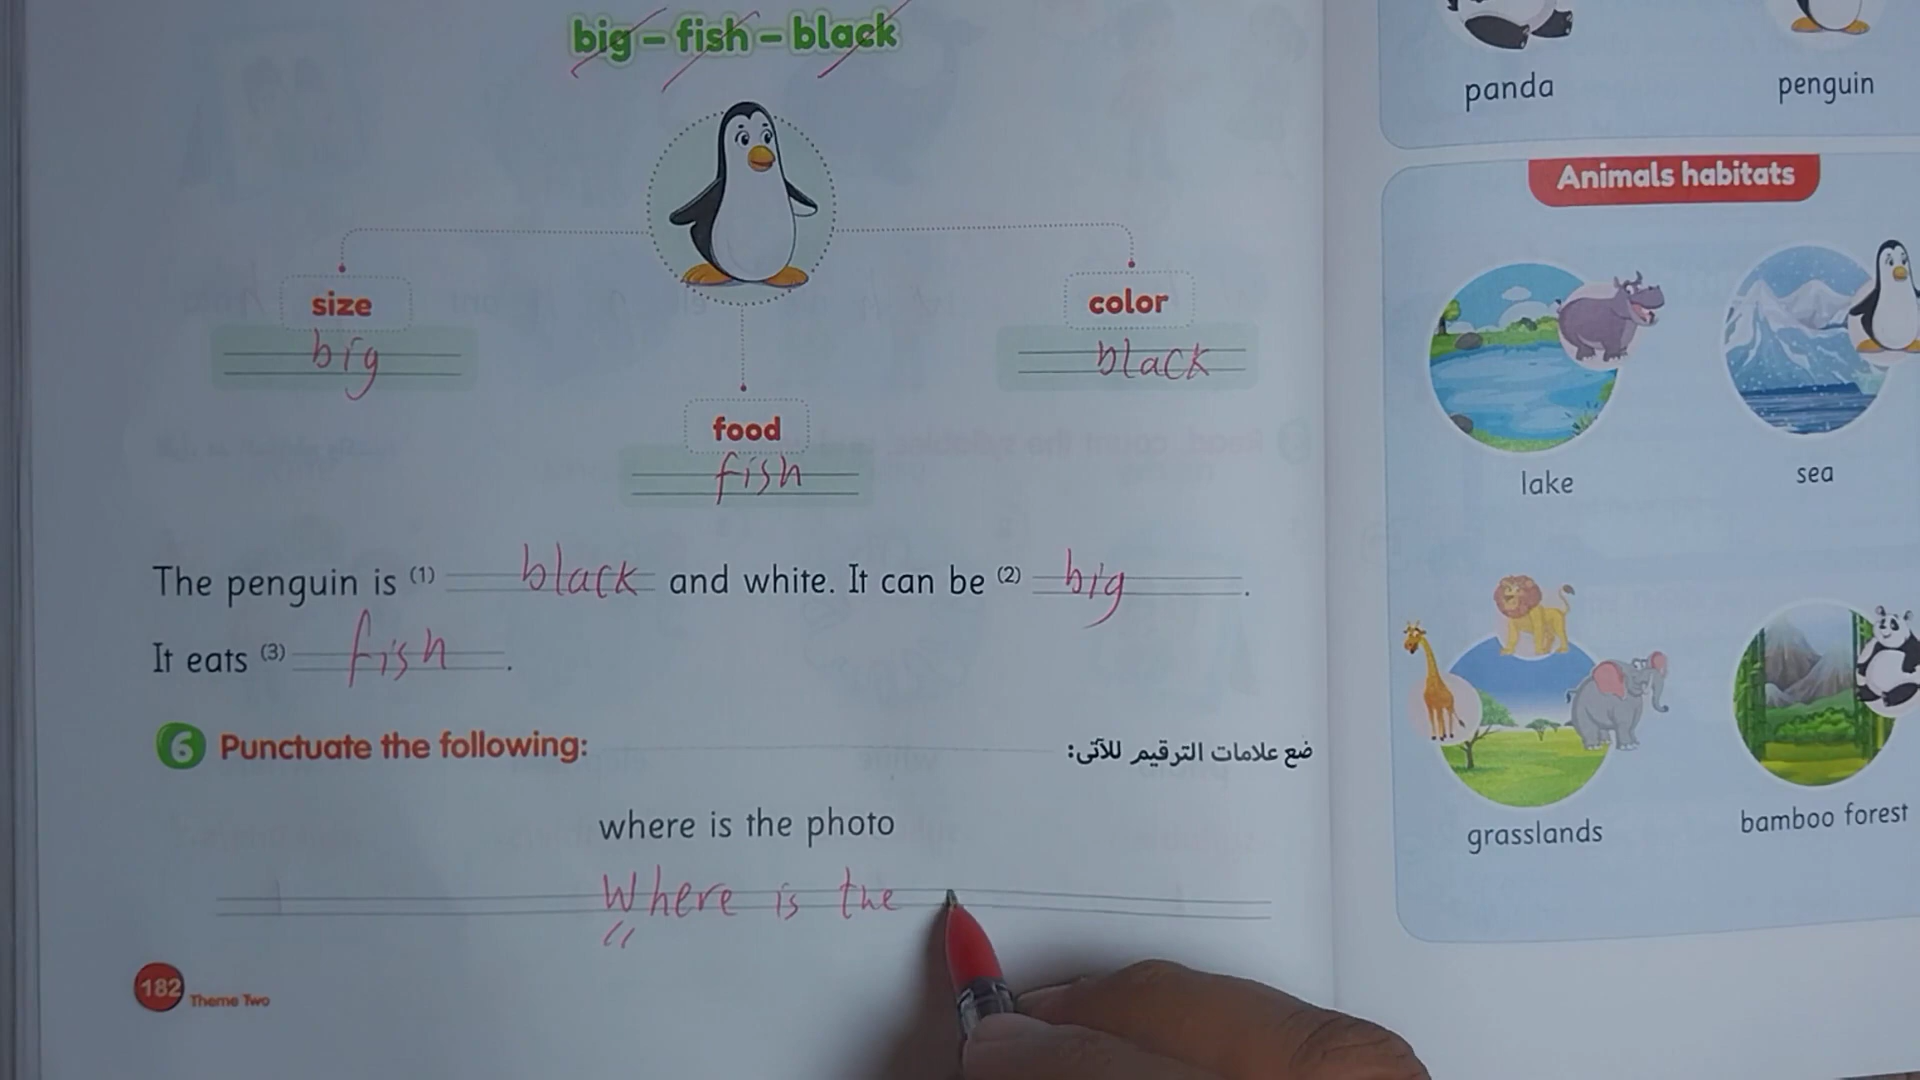 big – fish – black
size
big
color
black
food
fish
The penguin is (1) black and white. It can be (2) big .
It eats (3) fish .
6 Punctuate the following:
ضع علامات الترقيم للآتى:
where is the photo
Where is the
182 Theme Two
panda
penguin
Animals habitats
lake
sea
grasslands
bamboo forest